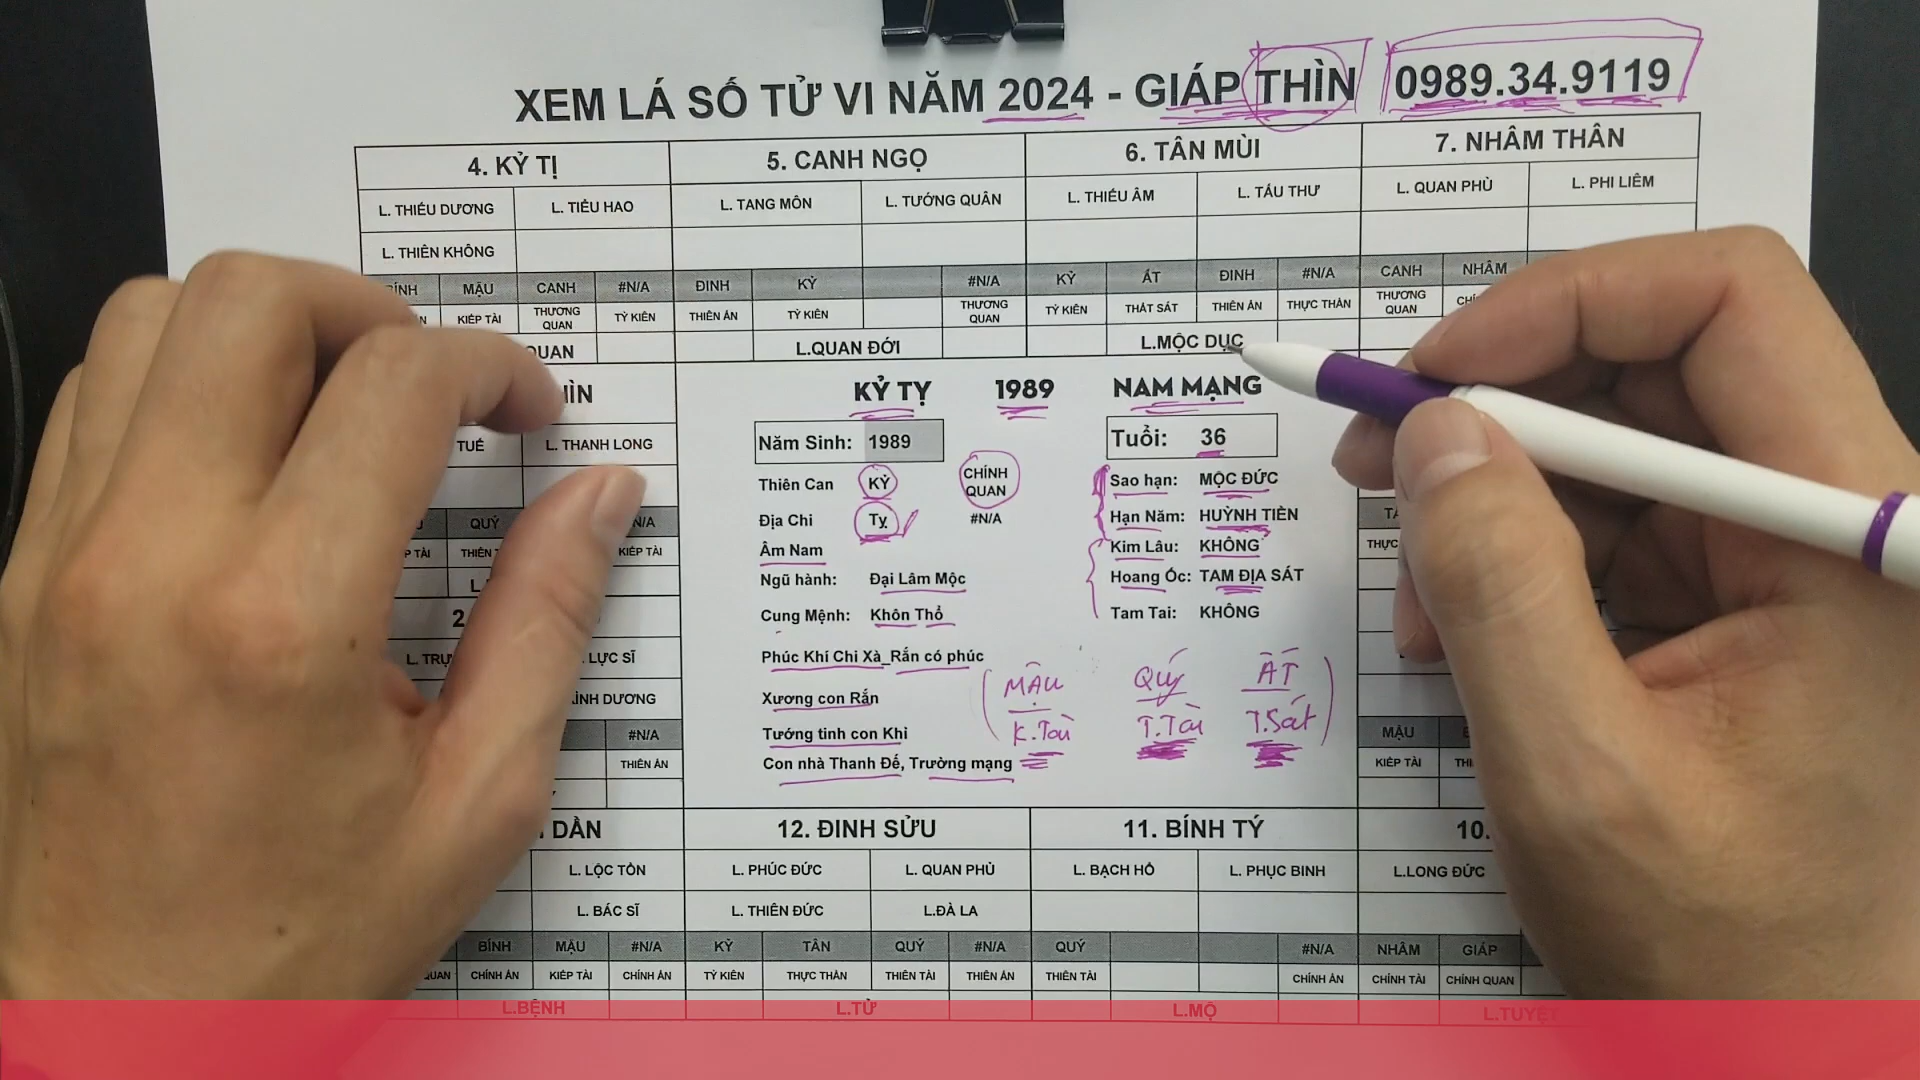 XEM LÁ SỐ TỬ VI NĂM 2024 - GIÁP THÌN 0989.34.9119
4. KỶ TỊ 5. CANH NGỌ 6. TÂN MÙI 7. NHÂM THÂN
L. THIẾU DƯƠNG L. TIỂU HAO L. TANG MÔN L. TƯỚNG QUÂN L. THIẾU ÂM L. TẤU THƯ L. QUAN PHÙ L. PHI LIÊM
L. THIÊN KHÔNG
MẬU CANH #N/A ĐINH KỶ #N/A KỶ ẤT ĐINH #N/A CANH NHÂM
KIẾP TÀI THƯƠNG QUAN TỶ KIÊN THIÊN ẤN TỶ KIÊN THƯƠNG QUAN TỶ KIÊN THẤT SÁT THIÊN ẤN THỰC THẦN THƯƠNG QUAN
QUAN L.QUAN ĐỚI L.MỘC DỤC
KỶ TỴ 1989 NAM MẠNG
Năm Sinh: 1989 Tuổi: 36
TUẾ L. THANH LONG
Thiên Can KỶ CHÍNH QUAN Sao hạn: MỘC ĐỨC
Địa Chi Tỵ #N/A Hạn Năm: HUỲNH TIỀN
QUÝ
Âm Nam Kim Lâu: KHÔNG
TÀI THIÊN KIẾP TÀI
Ngũ hành: Đại Lâm Mộc Hoang Ốc: TAM ĐỊA SÁT
Cung Mệnh: Khôn Thổ Tam Tai: KHÔNG
LỰC SĨ
Phúc Khí Chi Xà_Rắn có phúc
MẬU QUÝ ẤT
Xương con Rắn
K.Tài T.Tài T.Sát
Tướng tinh con Khỉ
#N/A MẬU
Con nhà Thanh Đế, Trường mạng
THIÊN ẤN KIẾP TÀI
DẦN 12. ĐINH SỬU 11. BÍNH TÝ 10.
L. LỘC TỒN L. PHÚC ĐỨC L. QUAN PHỦ L. BẠCH HỔ L. PHỤC BINH L.LONG ĐỨC
L. BÁC SĨ L. THIÊN ĐỨC L.ĐÀ LA
BÍNH MẬU #N/A KỶ TÂN QUÝ #N/A QUÝ #N/A NHÂM GIÁP
QUAN CHÍNH ẤN KIẾP TÀI CHÍNH ẤN TỶ KIÊN THỰC THẦN THIÊN TÀI THIÊN ẤN THIÊN TÀI CHÍNH ẤN CHÍNH TÀI CHÍNH QUAN
L.BỆNH L.TỬ L.MỘ L.TUYỆT